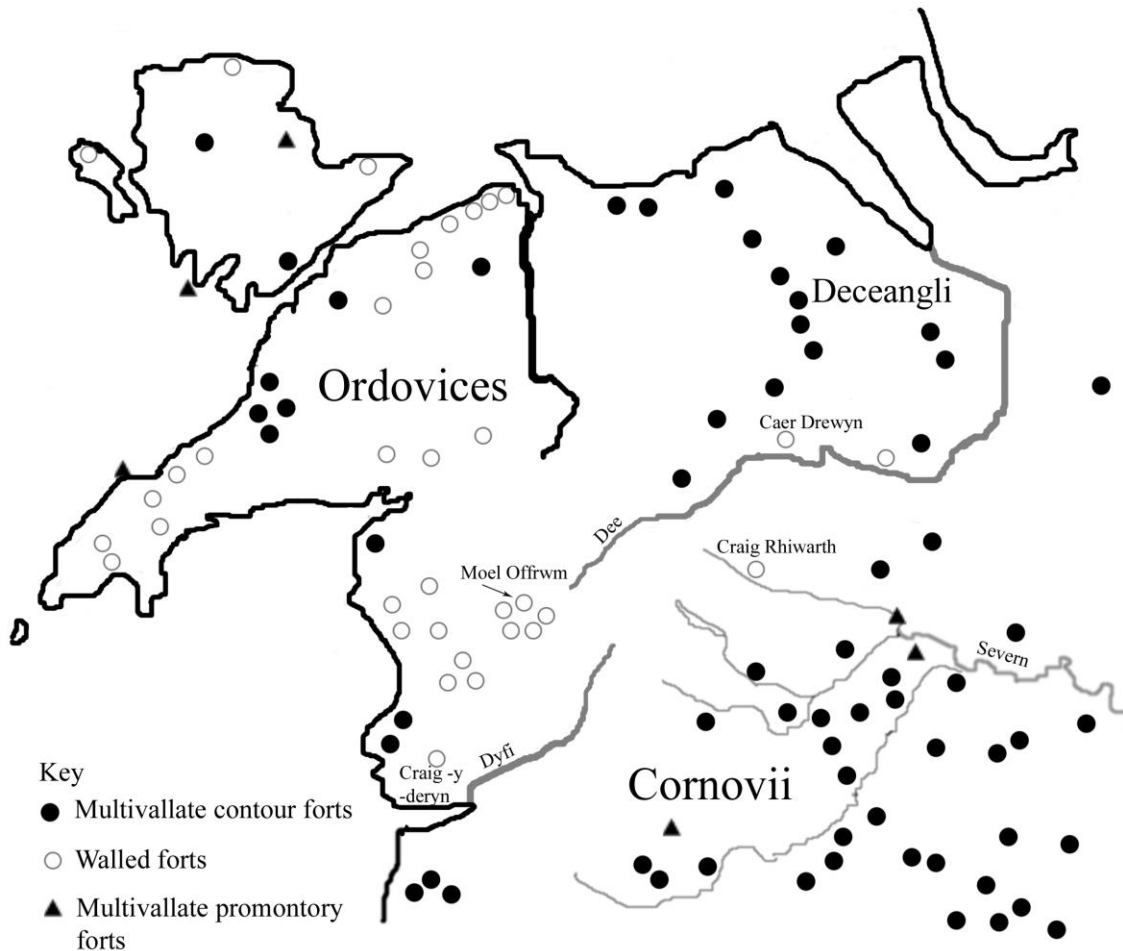 Deceangli
Ordovices
Caer Drewyn
Dee
Craig Rhiwarth
Moel Offrwm
Severn
Dyfi
Craig -y
-deryn
Cornovii
Key
Multivallate contour forts
Walled forts
Multivallate promontory
forts